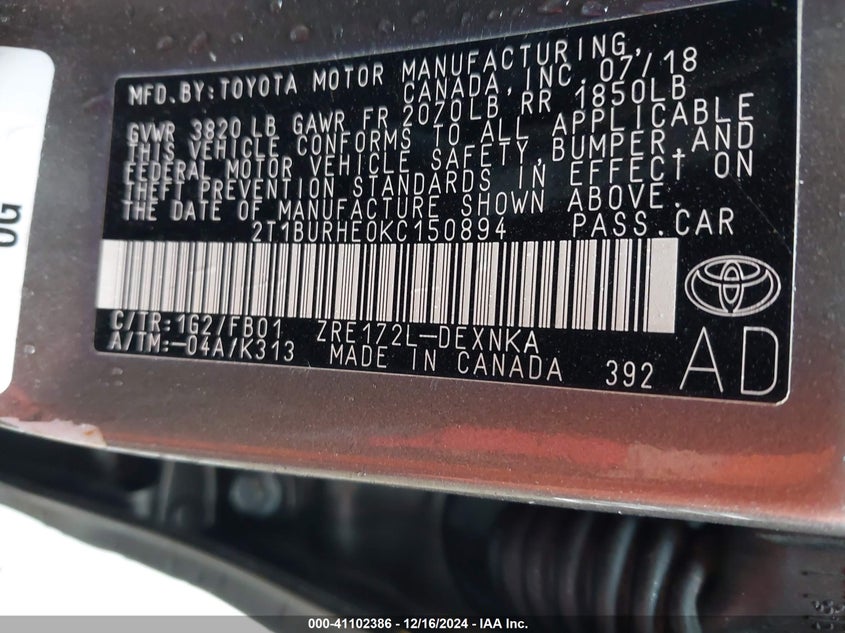 MFD.BY:TOYOTA MOTOR MANUFACTURING,
CANADA,INC.07/18
GVWR 3820LB GAWR FR 2070LB RR 1850LB
THIS VEHICLE CONFORMS TO ALL APPLICABLE
FEDERAL MOTOR VEHICLE SAFETY,BUMPER,AND
THEFT PREVENTION STANDARDS IN EFFECT ON
THE DATE OF MANUFACTURE SHOWN ABOVE.
2T1BURHE0KC150894 PASS.CAR
C/TR:1G2/FB01 ZRE172L-DEXNKA
A/TM:-04A/K313 MADE IN CANADA 392 AD
000-41102386 - 12/16/2024 - IAA Inc.